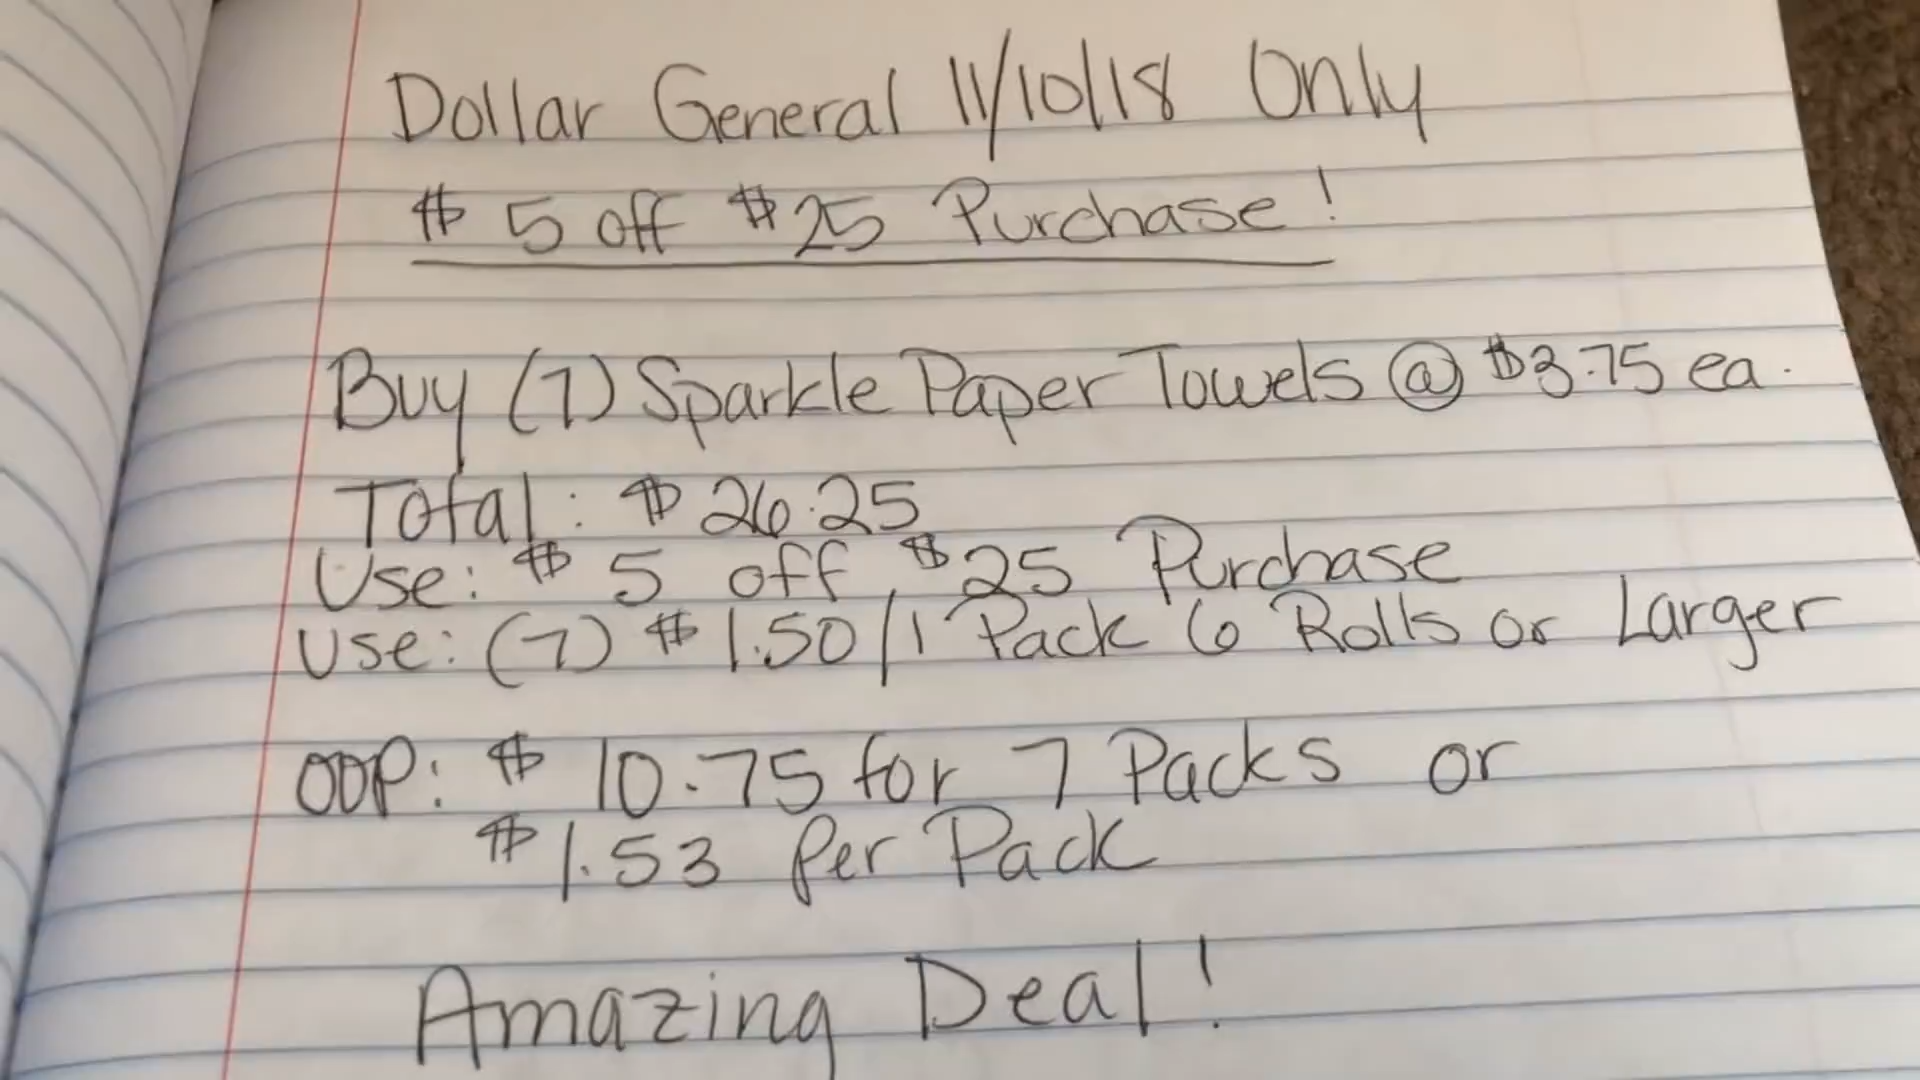 Dollar General 11/10/18 Only
$ 5 off $25 Purchase!
Buy (7) Sparkle Paper Towels @ $3.75 ea.
Total: $26.25
Use: $5 off $25 Purchase
Use: (7) $1.50/1 Pack 6 Rolls or Larger
OOP: $10.75 for 7 Packs or
$1.53 Per Pack
Amazing Deal!